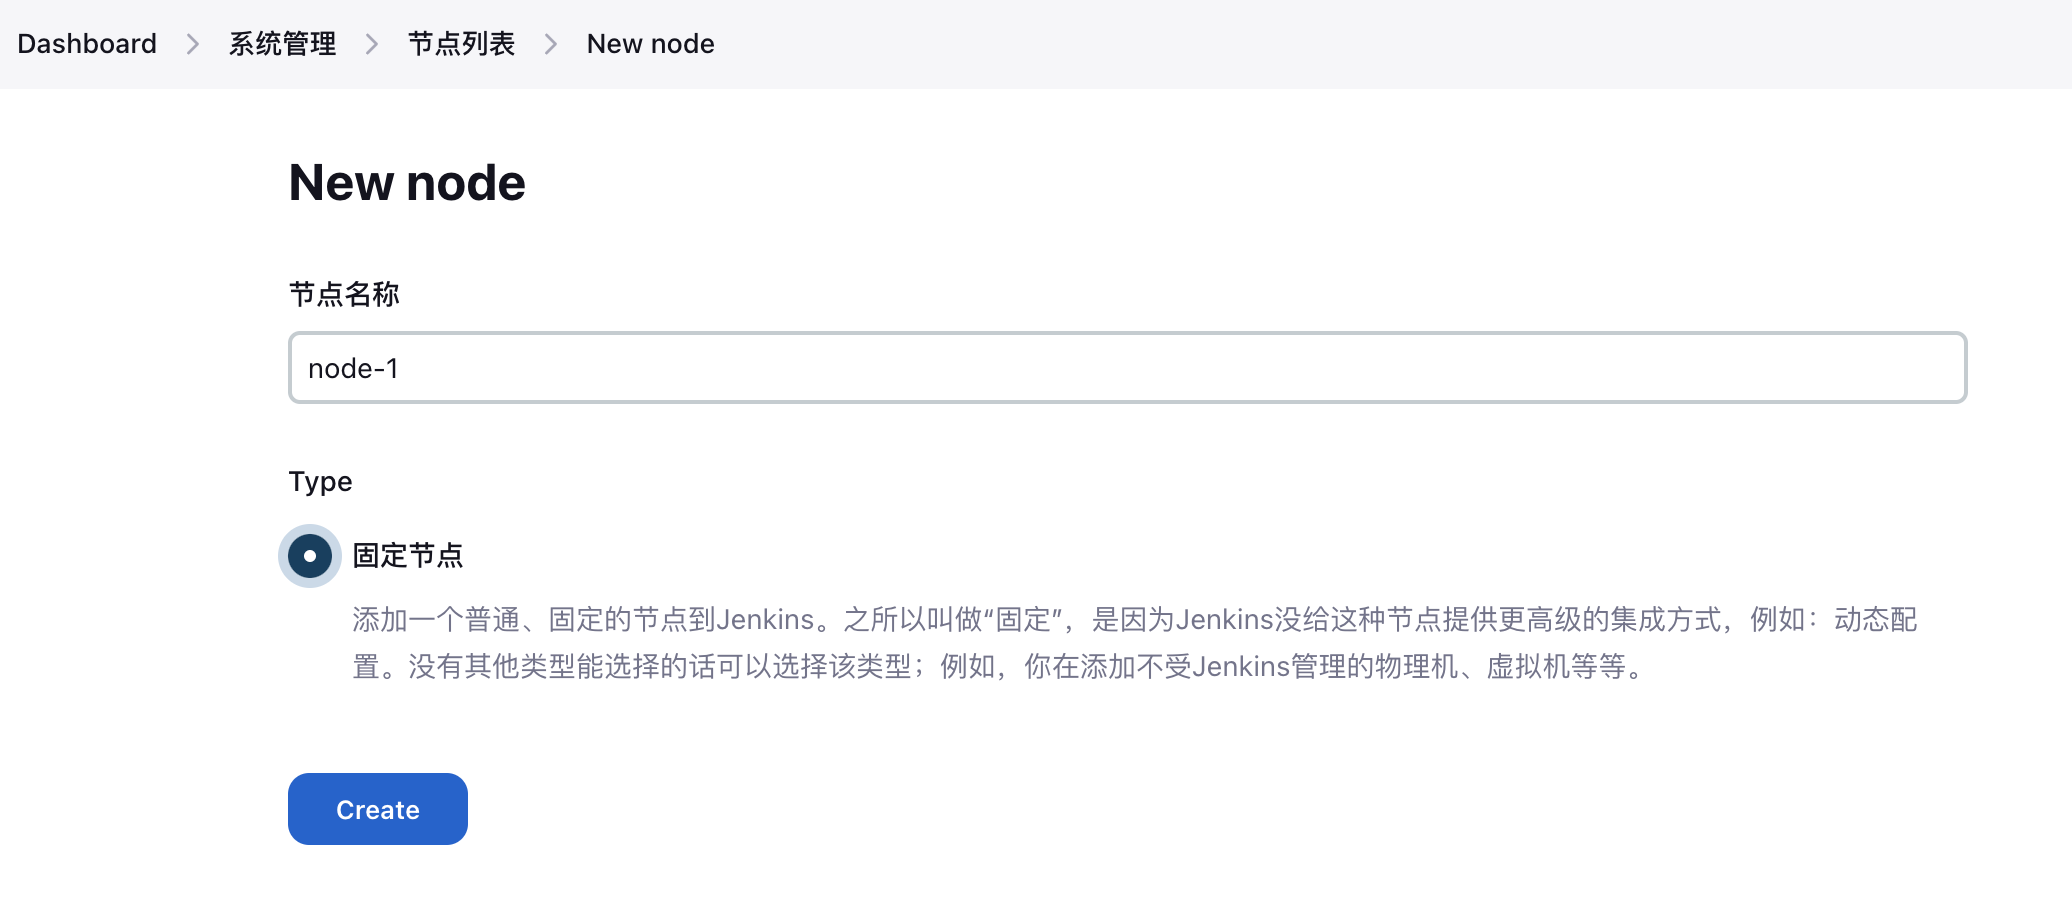 Dashboard > 系统管理 > 节点列表 > New node
New node
节点名称
node-1
Type
固定节点
添加一个普通、固定的节点到Jenkins。之所以叫做“固定”，是因为Jenkins没给这种节点提供更高级的集成方式，例如：动态配
置。没有其他类型能选择的话可以选择该类型；例如，你在添加不受Jenkins管理的物理机、虚拟机等等。
Create